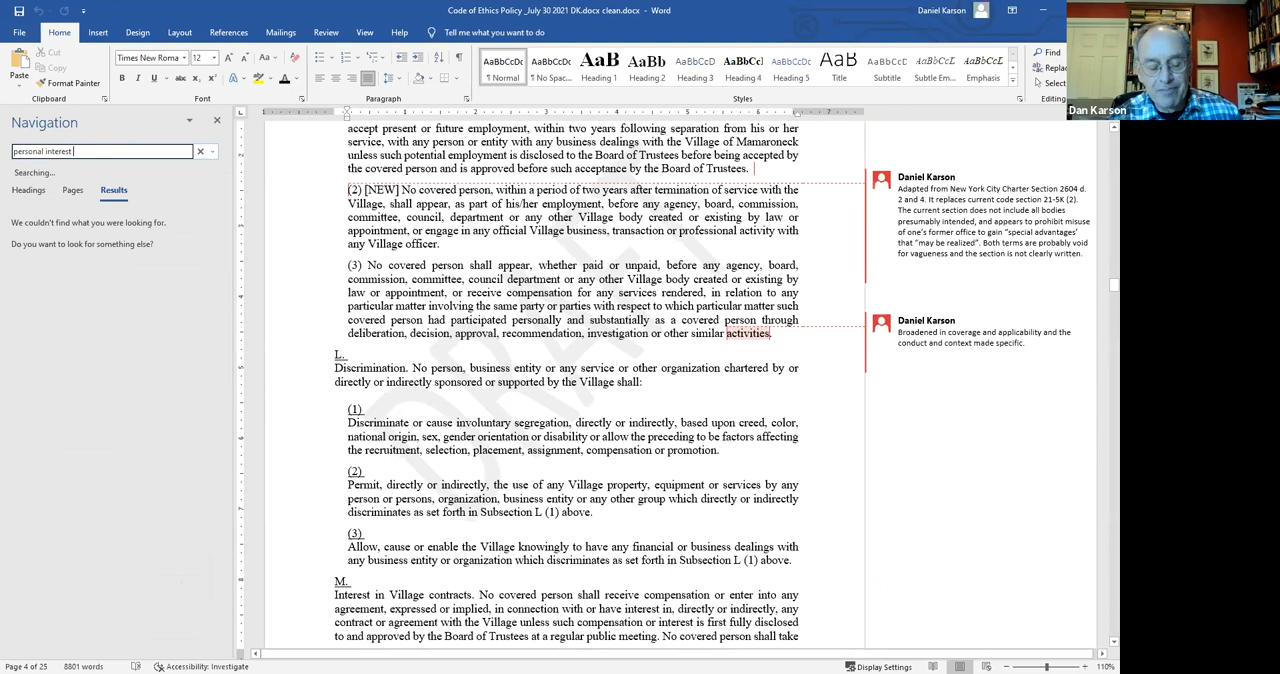 Code of Ethics Policy _July 30 2021 DK.docx clean.docx - Word
Daniel Karson
File Home Insert Draw Design Layout References Mailings Review View Help Tell me what you want to do
Paste
Cut
Copy
Format Painter
Clipboard
Times New Roma 12
Font
Paragraph
AaBbCcDc AaBbCcDc AaBbC AaBbC AaBbCc AaBbCc AaBbCcD AaB AaBbCcD AaBbCcD AaBbCcD
¶ Normal ¶ No Spac... Heading 1 Heading 2 Heading 3 Heading 4 Heading 5 Title Subtitle Subtle Em... Emphasis
Styles
Find
Replac
Select
Editing
Dan Karson
Navigation
personal interest
Searching...
Headings Pages Results
We couldn't find what you were looking for.
Do you want to look for something else?
accept present or future employment, within two years following separation from his or her
service, with any person or entity with any business dealings with the Village of Mamaroneck
unless such potential employment is disclosed to the Board of Trustees before being accepted by
the covered person and is approved before such acceptance by the Board of Trustees.
(2) [NEW] No covered person, within a period of two years after termination of service with the
Village, shall appear, as part of his/her employment, before any agency, board, commission,
committee, council, department or any other Village body created or existing by law or
appointment, or engage in any official Village business, transaction or professional activity with
any Village officer.
(3) No covered person shall appear, whether paid or unpaid, before any agency, board,
commission, committee, council department or any other Village body created or existing by
law or appointment, or receive compensation for any services rendered, in relation to any
particular matter involving the same party or parties with respect to which particular matter such
covered person had participated personally and substantially as a covered person through
deliberation, decision, approval, recommendation, investigation or other similar activities.
L.
Discrimination. No person, business entity or any service or other organization chartered by or
directly or indirectly sponsored or supported by the Village shall:
(1)
Discriminate or cause involuntary segregation, directly or indirectly, based upon creed, color,
national origin, sex, gender orientation or disability or allow the preceding to be factors affecting
the recruitment, selection, placement, assignment, compensation or promotion.
(2)
Permit, directly or indirectly, the use of any Village property, equipment or services by any
person or persons, organization, business entity or any other group which directly or indirectly
discriminates as set forth in Subsection L (1) above.
(3)
Allow, cause or enable the Village knowingly to have any financial or business dealings with
any business entity or organization which discriminates as set forth in Subsection L (1) above.
M.
Interest in Village contracts. No covered person shall receive compensation or enter into any
agreement, expressed or implied, in connection with or have interest in, directly or indirectly, any
contract or agreement with the Village unless such compensation or interest is first fully disclosed
to and approved by the Board of Trustees at a regular public meeting. No covered person shall take
DRAFT
Daniel Karson
Adapted from New York City Charter Section 2604 d.
2 and 4. It replaces current code section 21-5K (2).
The current section does not include all bodies
presumably intended, and appears to prohibit misuse
of one's former office to gain "special advantages'
that "may be realized". Both terms are probably void
for vagueness and the section is not clearly written.
Daniel Karson
Broadened in coverage and applicability and the
conduct and context made specific.
Page 4 of 25 8801 words Accessibility: Investigate
Display Settings 110%